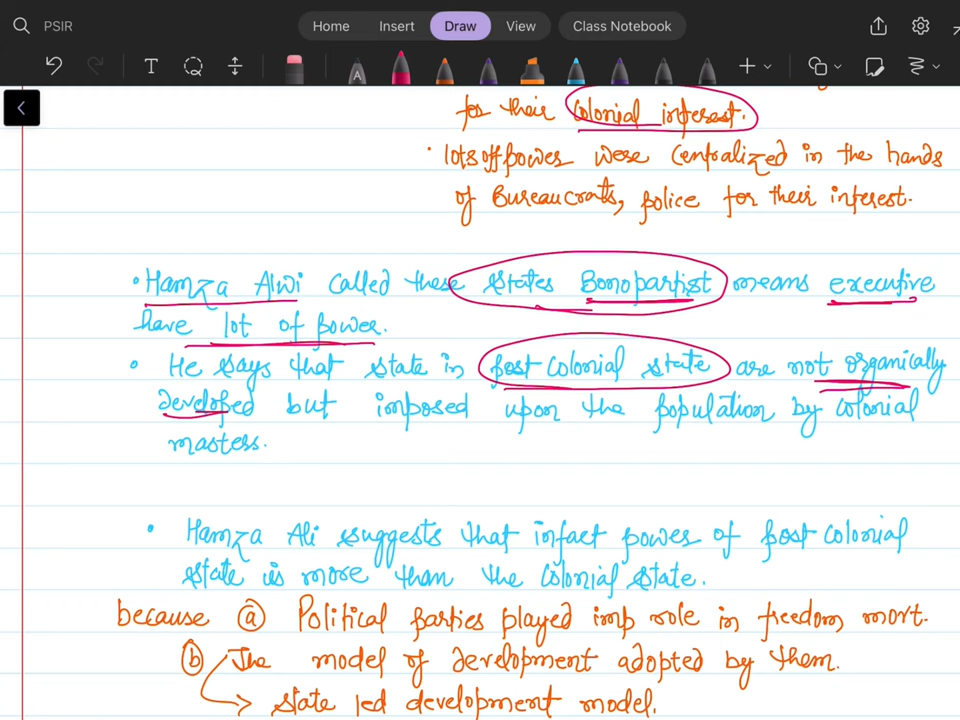 PSIR
Home Insert Draw View Class Notebook
T
A
for their Colonial interest.
• lots off power were Centralized in the hands
of Bureaucrats, police for their interest.
• Hamza Alwi Called these states Bonopartist means executive
have lot of power.
• He says that state in post Colonial state are not organically
developed but imposed upon the population by colonial
masters.
• Hamza Ali suggests that infact power of post Colonial
state is more than the Colonial state.
because (a) Political parties played imp role in freedom momt.
(b) The model of development adopted by them.
→ state led development model.